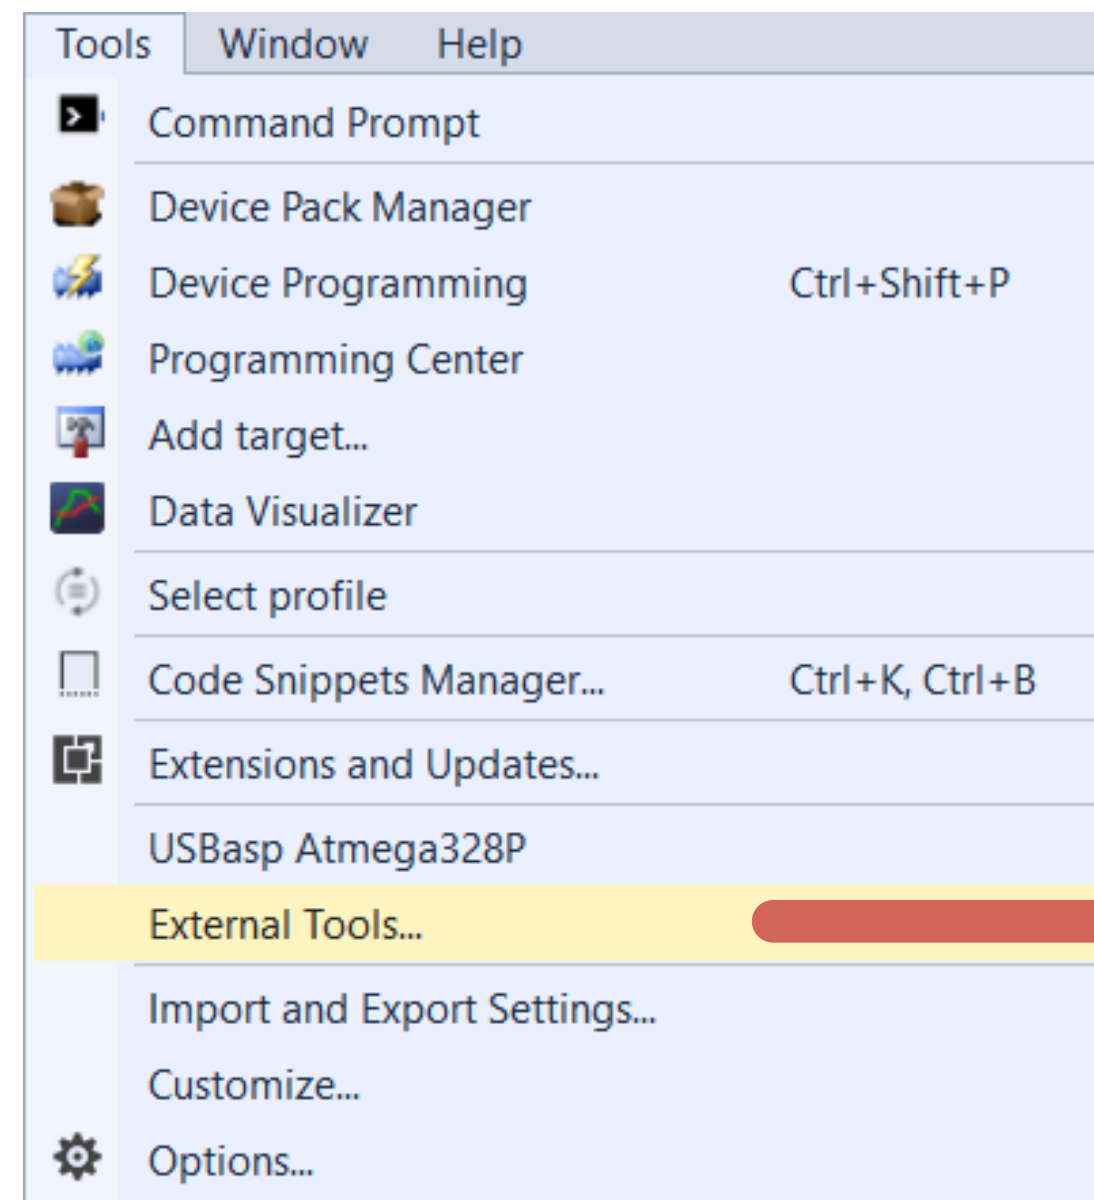 Tools Window Help
Command Prompt
Device Pack Manager
Device Programming Ctrl+Shift+P
Programming Center
Add target...
Data Visualizer
Select profile
Code Snippets Manager... Ctrl+K, Ctrl+B
Extensions and Updates...
USBasp Atmega328P
External Tools...
Import and Export Settings...
Customize...
Options...